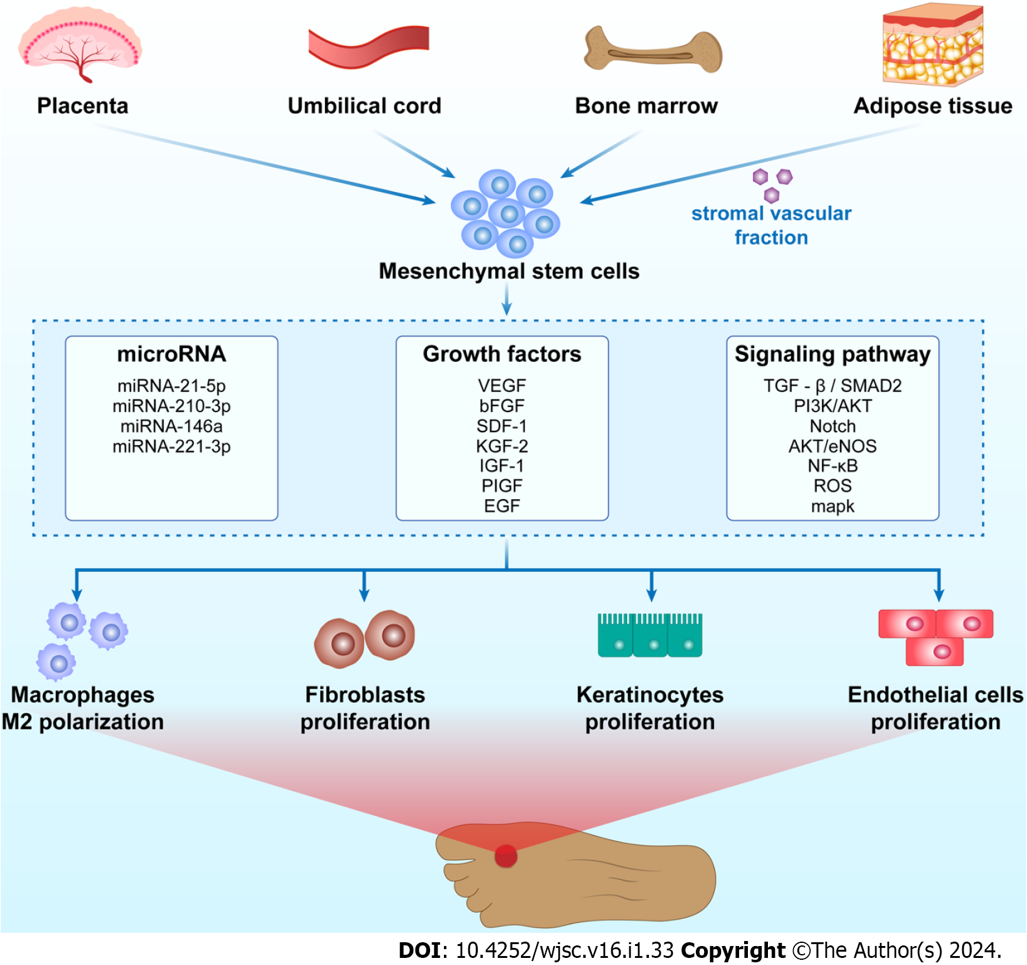 Placenta
Umbilical cord
Bone marrow
Adipose tissue
stromal vascular
fraction
Mesenchymal stem cells
microRNA
miRNA-21-5p
miRNA-210-3p
miRNA-146a
miRNA-221-3p
Growth factors
VEGF
bFGF
SDF-1
KGF-2
IGF-1
PIGF
EGF
Signaling pathway
TGF - β / SMAD2
PI3K/AKT
Notch
AKT/eNOS
NF-κB
ROS
mapk
Macrophages
M2 polarization
Fibroblasts
proliferation
Keratinocytes
proliferation
Endothelial cells
proliferation
DOI: 10.4252/wjsc.v16.i1.33 Copyright ©The Author(s) 2024.